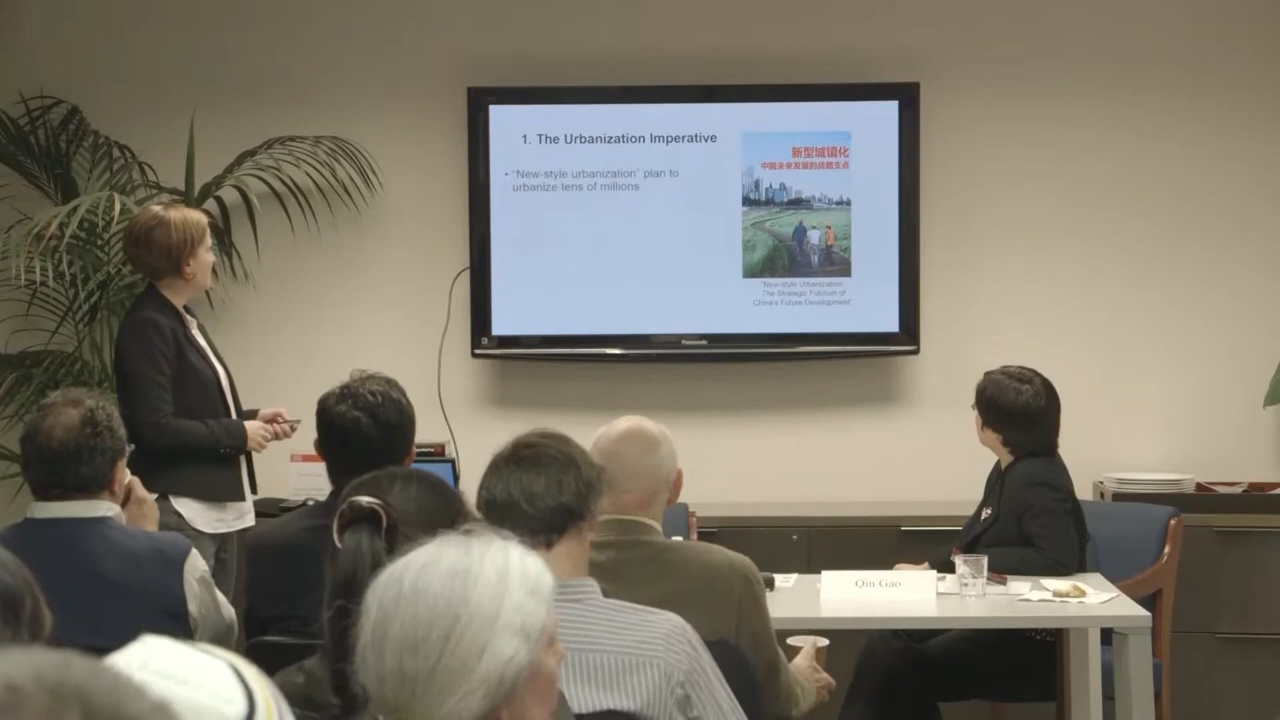 1. The Urbanization Imperative
• "New-style urbanization" plan to
urbanize tens of millions
新型城镇化
中国未来发展的战略支点
"New-style Urbanization:
The Strategic Fulcrum of
China's Future Development"
Panasonic
Qin Gao